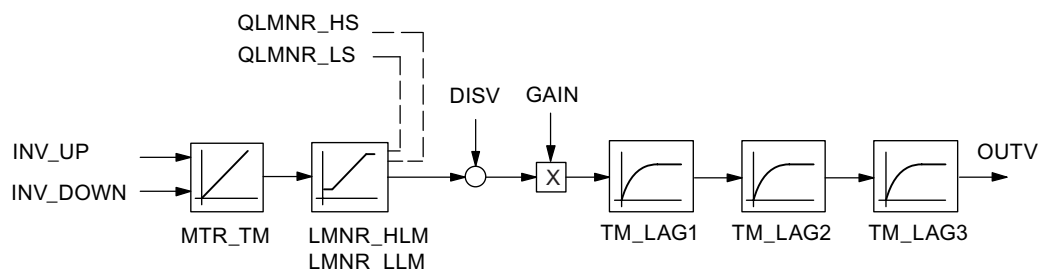 QLMNR_HS
QLMNR_LS
DISV
GAIN
INV_UP
OUTV
INV_DOWN
X
MTR_TM
LMNR_HLM
LMNR_LLM
TM_LAG1
TM_LAG2
TM_LAG3